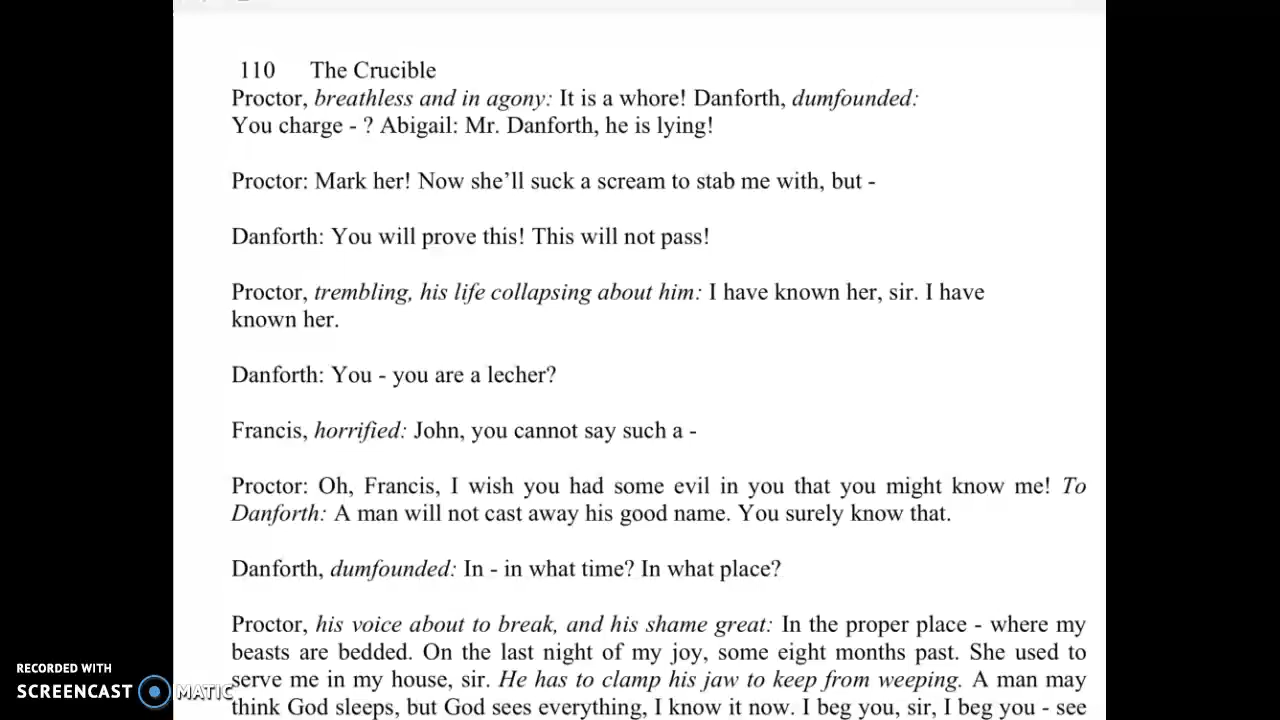 110 The Crucible
Proctor, breathless and in agony: It is a whore! Danforth, dumfounded:
You charge - ? Abigail: Mr. Danforth, he is lying!
Proctor: Mark her! Now she’ll suck a scream to stab me with, but -
Danforth: You will prove this! This will not pass!
Proctor, trembling, his life collapsing about him: I have known her, sir. I have
known her.
Danforth: You - you are a lecher?
Francis, horrified: John, you cannot say such a -
Proctor: Oh, Francis, I wish you had some evil in you that you might know me! To
Danforth: A man will not cast away his good name. You surely know that.
Danforth, dumfounded: In - in what time? In what place?
Proctor, his voice about to break, and his shame great: In the proper place - where my
beasts are bedded. On the last night of my joy, some eight months past. She used to
serve me in my house, sir. He has to clamp his jaw to keep from weeping. A man may
think God sleeps, but God sees everything, I know it now. I beg you, sir, I beg you - see
RECORDED WITH
SCREENCAST MATIC